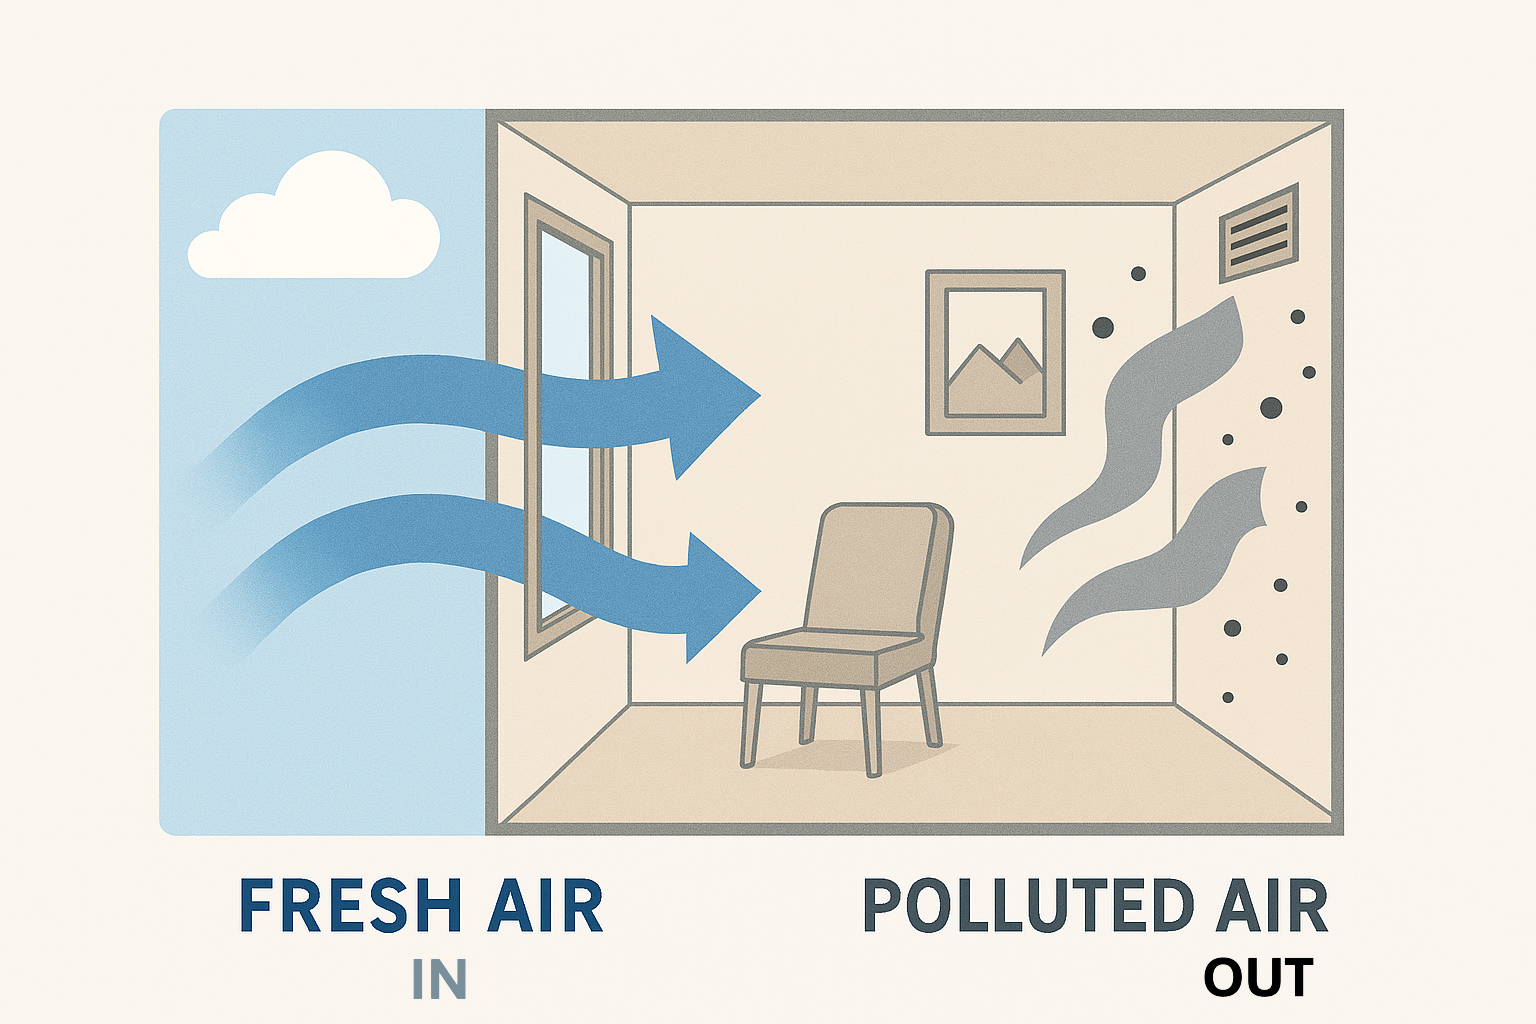 FRESH AIR
IN
POLLUTED AIR
OUT